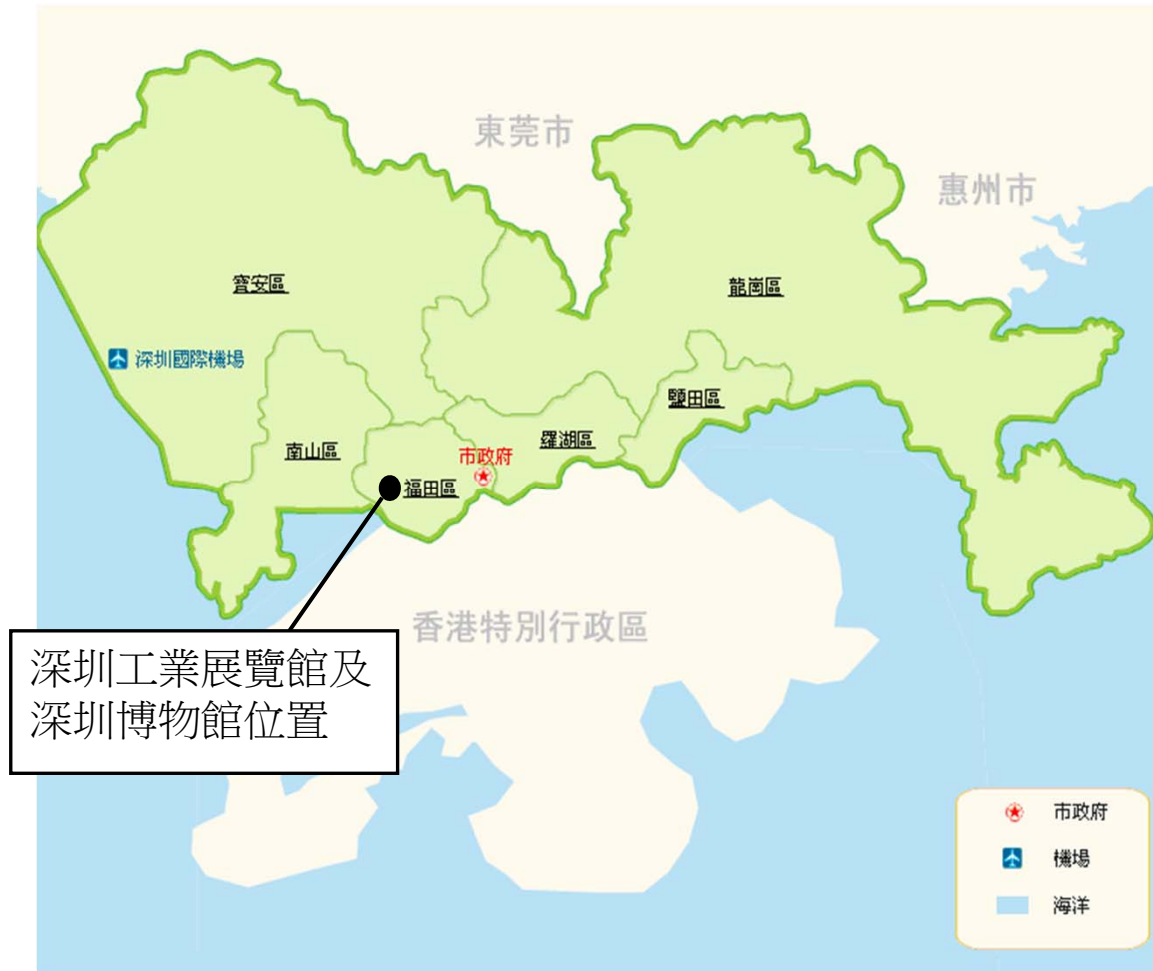 東莞市
惠州市
寶安區
龍崗區
深圳國際機場
鹽田區
羅湖區
南山區
市政府
福田區
香港特別行政區
深圳工業展覽館及
深圳博物館位置
市政府
機場
海洋